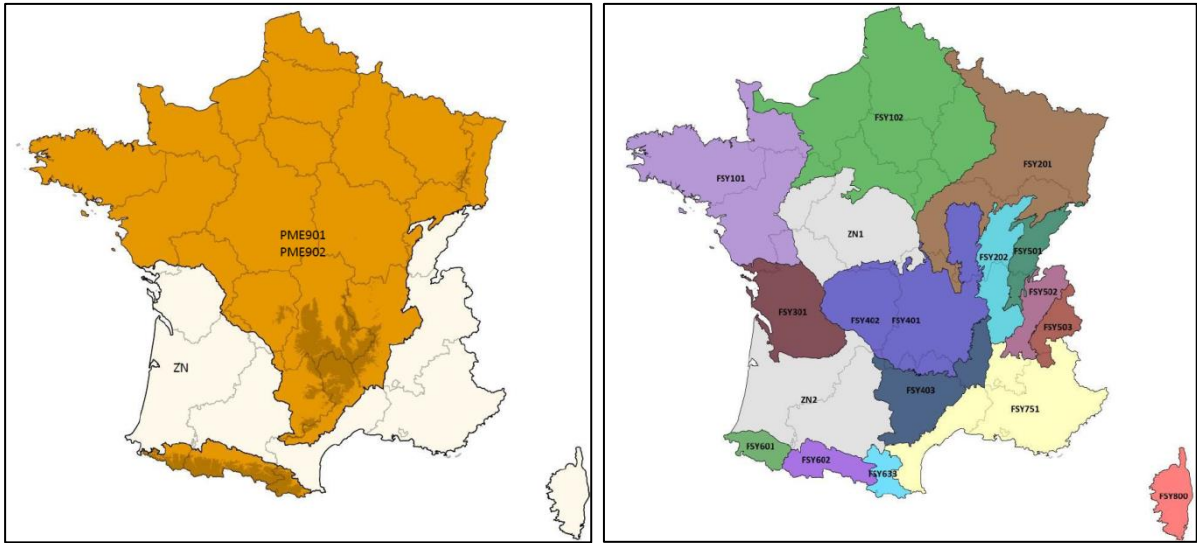 PME901
PME902
ZN
FSY102
FSY201
FSY101
ZN1
FSY501
FSY202
FSY502
FSY301
FSY402
FSY401
FSY503
FSY403
ZN2
FSY751
FSY601
FSY602
FSY633
FSY800